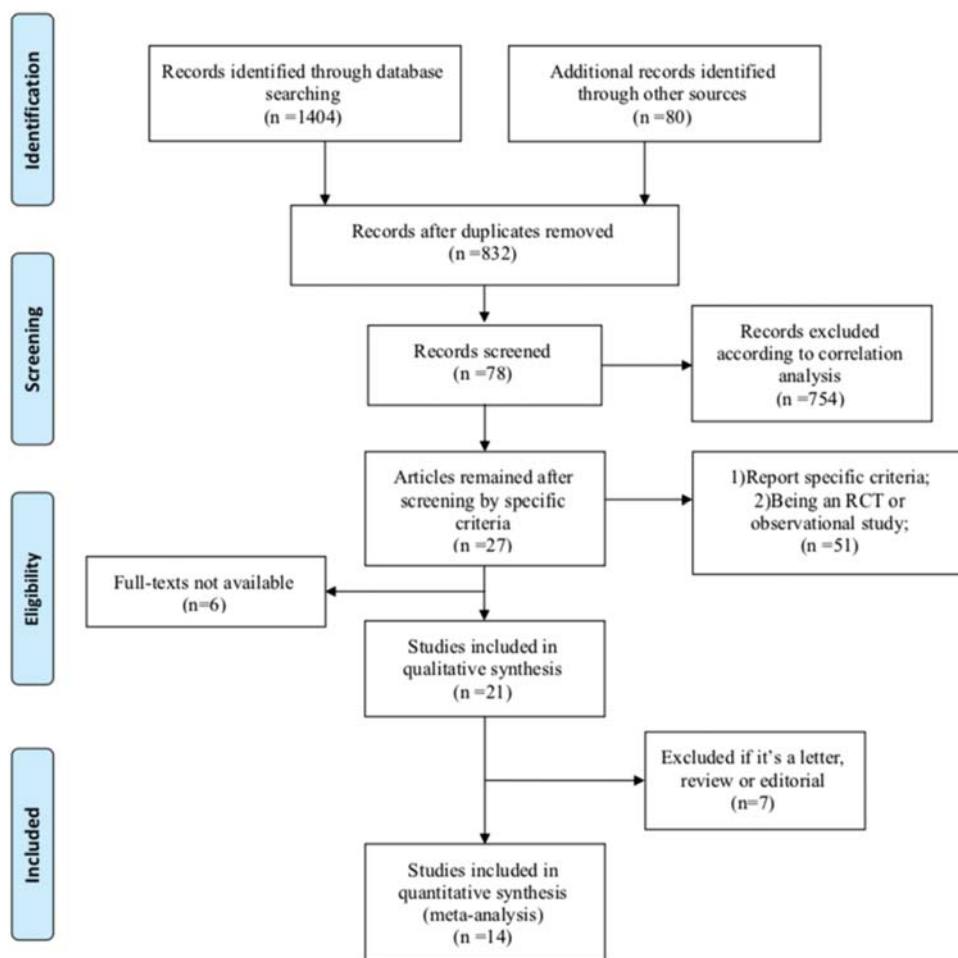 Identification
Records identified through database
searching
(n =1404)
Additional records identified
through other sources
(n =80)
Records after duplicates removed
(n =832)
Screening
Records screened
(n =78)
Records excluded
according to correlation
analysis
(n =754)
Articles remained after
screening by specific
criteria
(n =27)
1)Report specific criteria;
2)Being an RCT or
observational study;
(n =51)
Eligibility
Full-texts not available
(n=6)
Studies included in
qualitative synthesis
(n =21)
Excluded if it's a letter,
review or editorial
(n=7)
Included
Studies included in
quantitative synthesis
(meta-analysis)
(n =14)